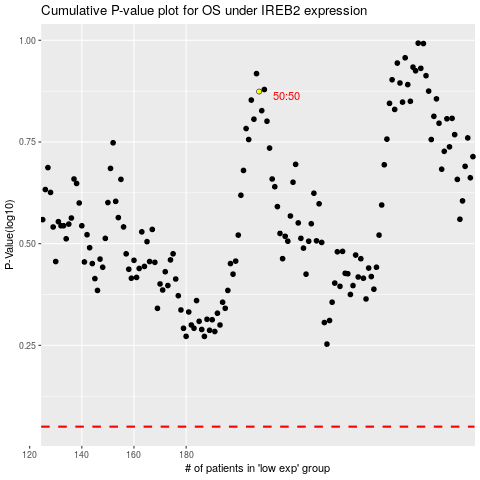 Cumulative P-value plot for OS under IREB2 expression
P-Value(log10)
1.00
0.75
0.50
0.25
50:50
120 140 160 180
# of patients in 'low exp' group